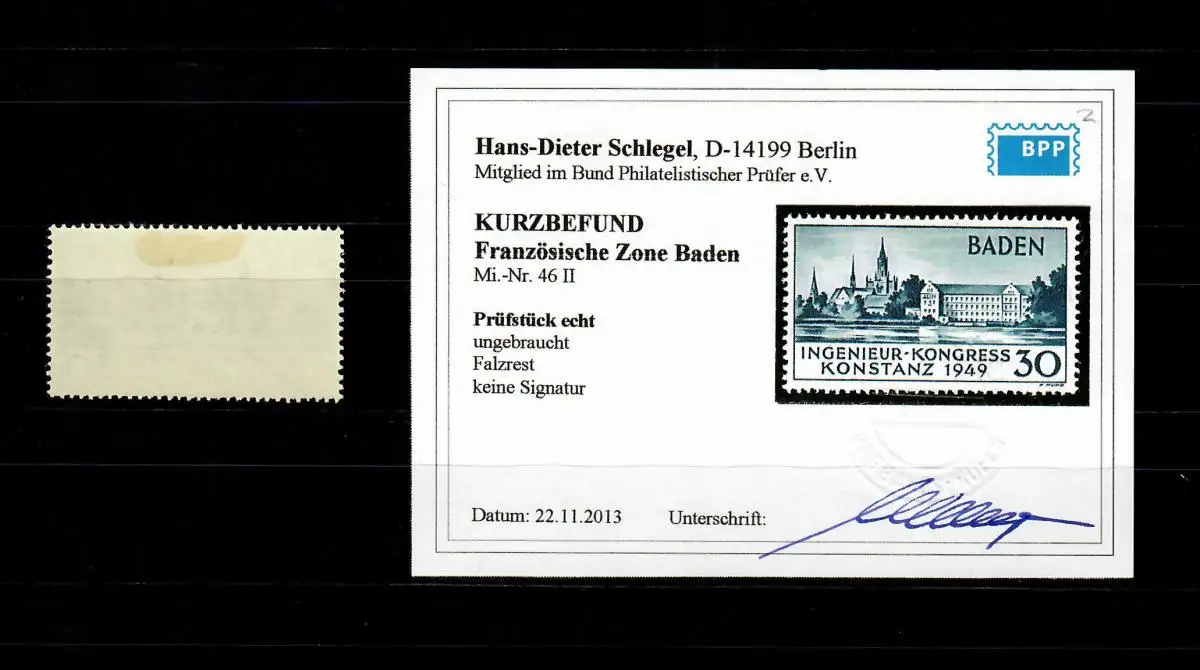 Hans-Dieter Schlegel, D-14199 Berlin
Mitglied im Bund Philatelistischer Prüfer e.V.
BPP
KURZBEFUND
Französische Zone Baden
Mi.-Nr. 46 II
Prüfstück echt
ungebraucht
Falzrest
keine Signatur
BADEN
INGENIEUR-KONGRESS
KONSTANZ 1949
30
Datum: 22.11.2013
Unterschrift: